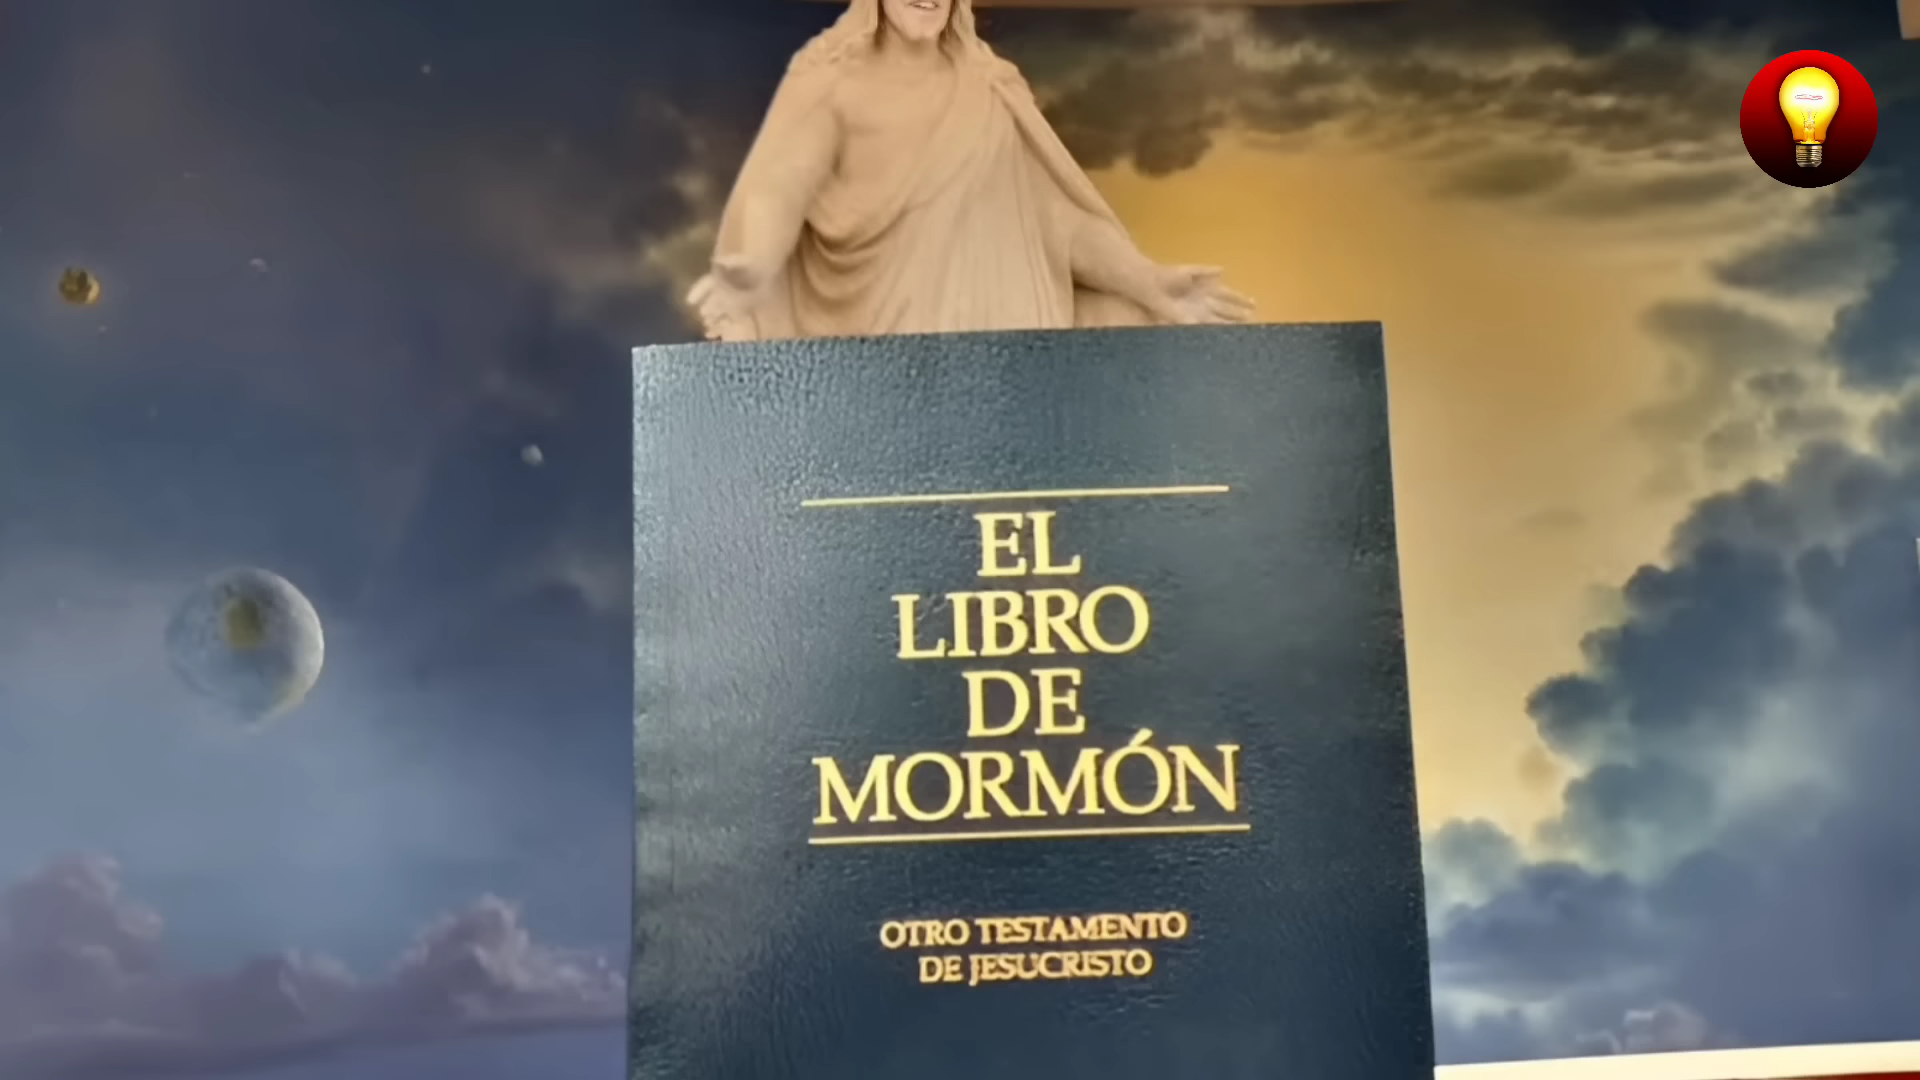 EL
LIBRO
DE
MORMÓN
OTRO TESTAMENTO
DE JESUCRISTO